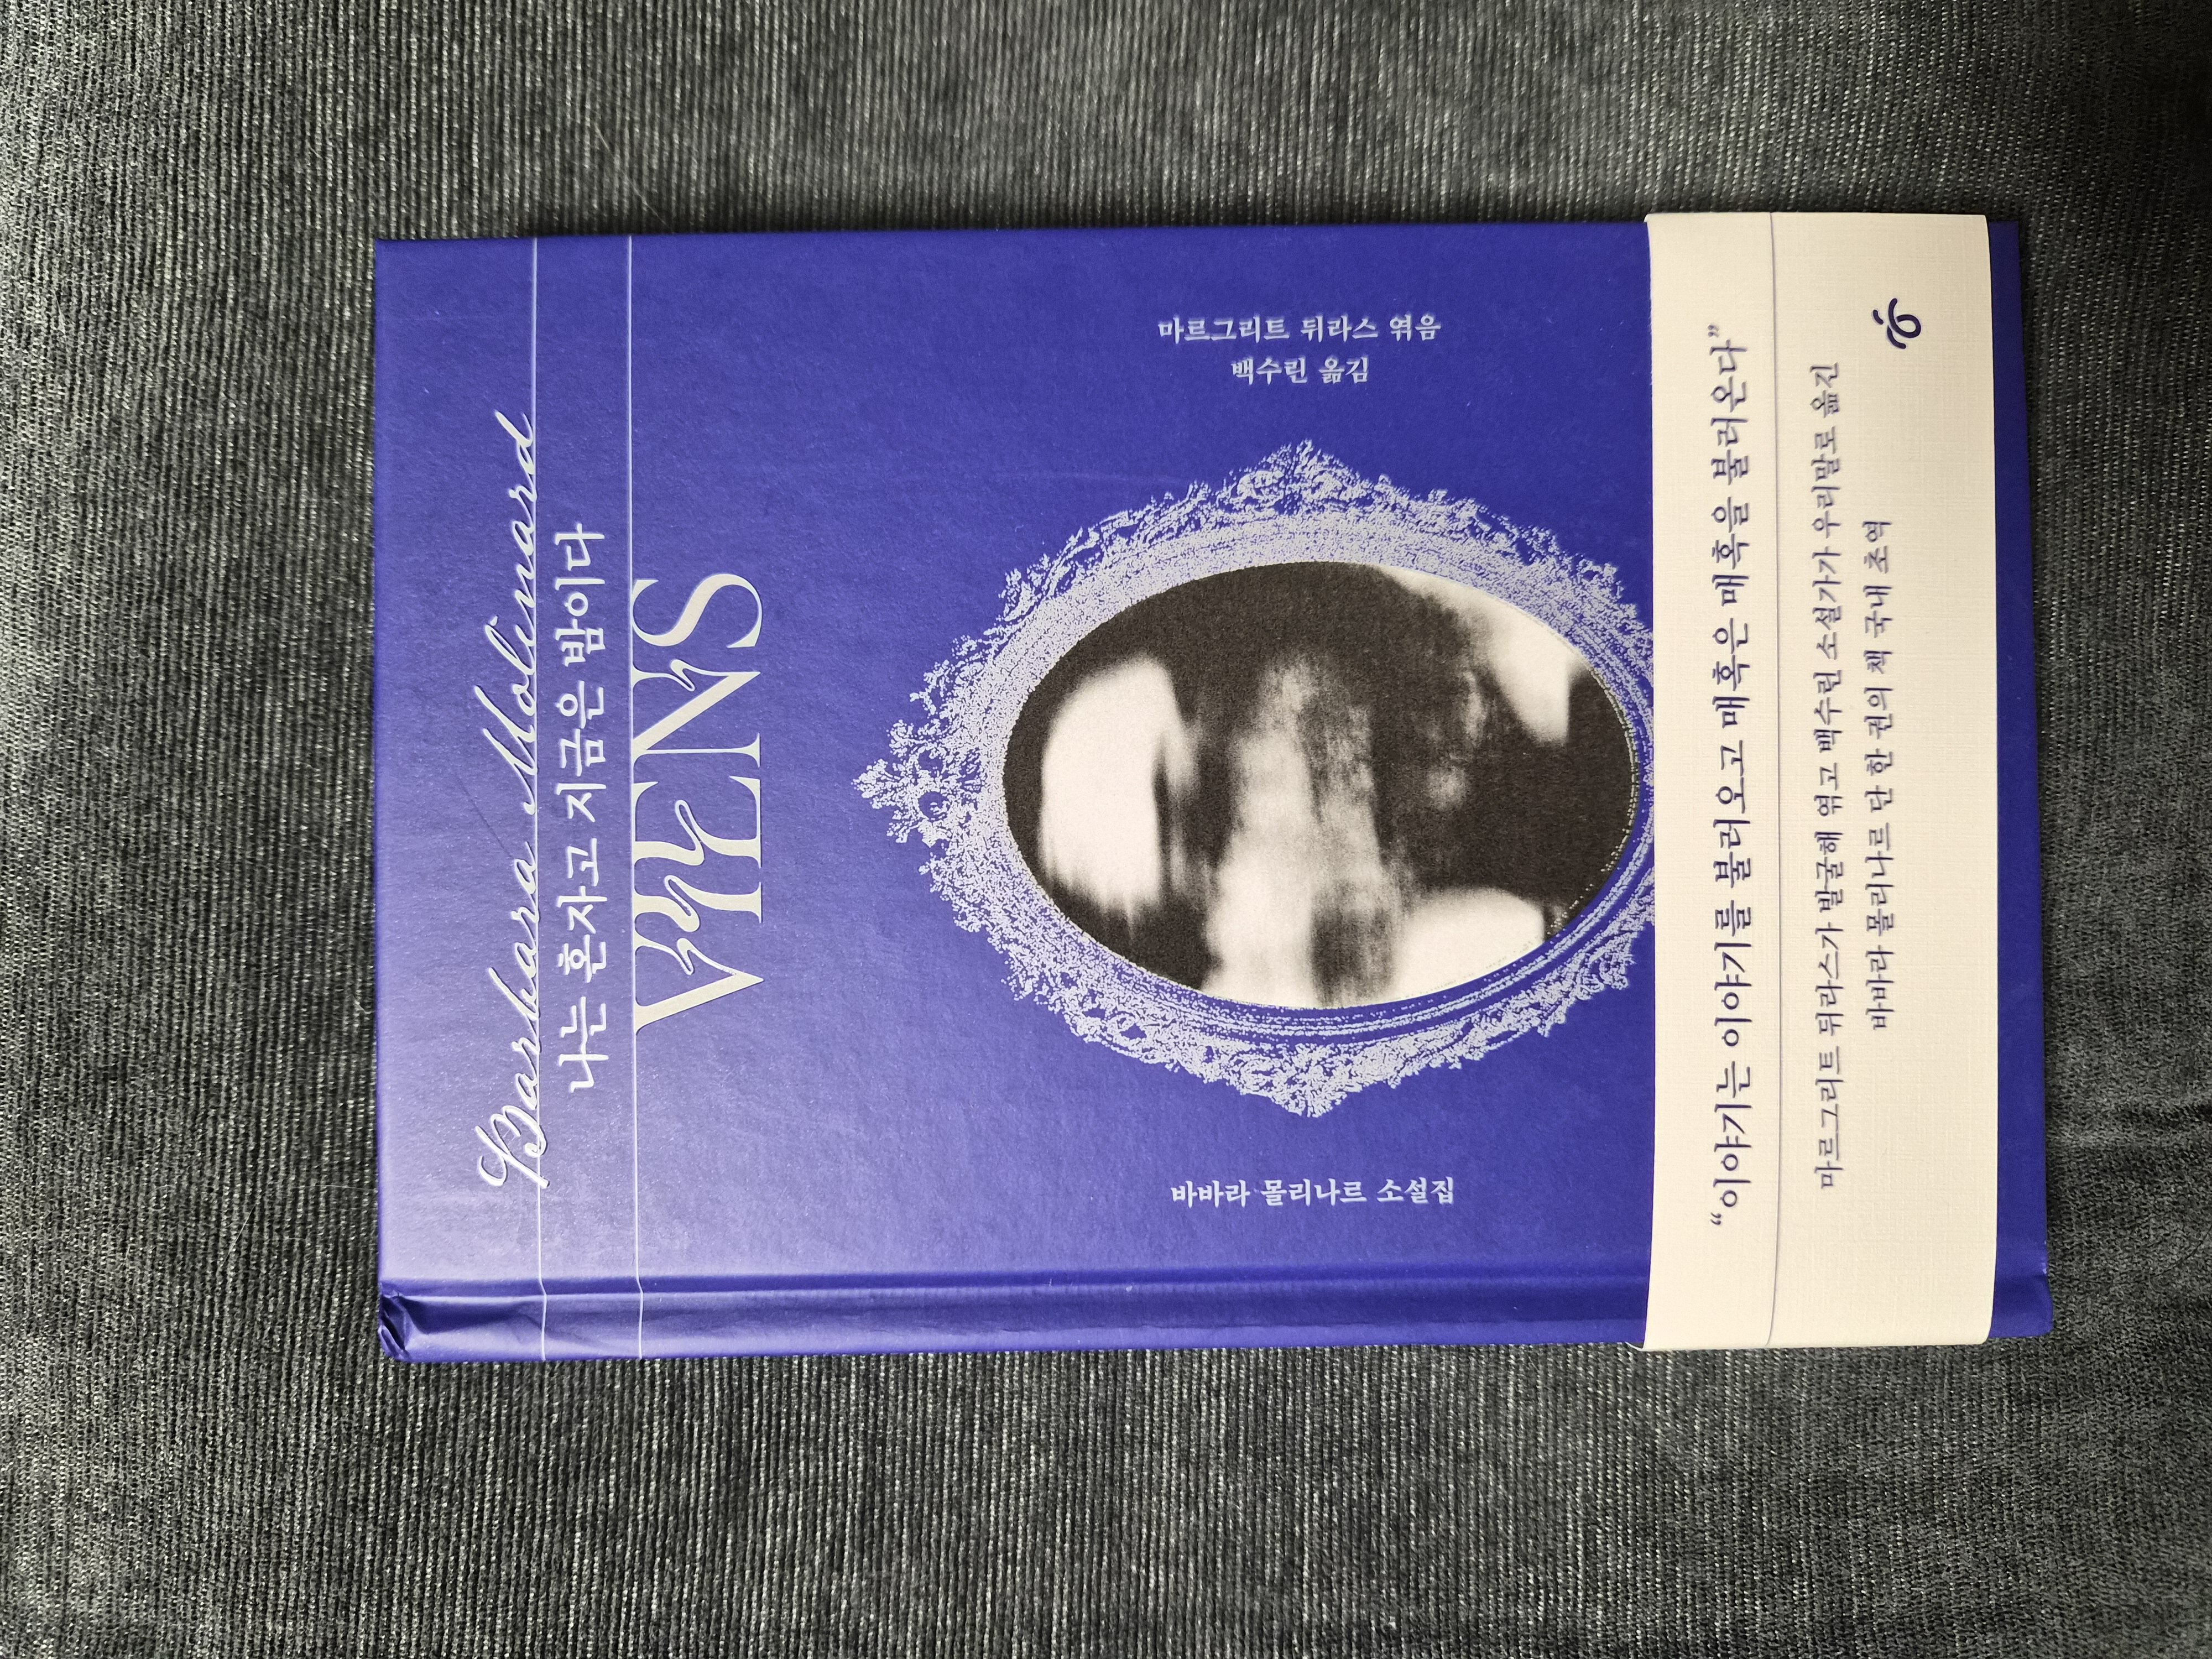 Barbara Molinard
나는 혼자고 지금은 밤이다
VIENS
바바라 몰리나르 소설집
마르그리트 뒤라스 엮음
백수린 옮김
“이야기는 이야기를 불러오고 매혹은 매혹을 불러온다”
마르그리트 뒤라스가 발굴해 엮고 백수린 소설가가 우리말로 옮긴
바바라 몰리나르 단 한 권의 책 국내 초역